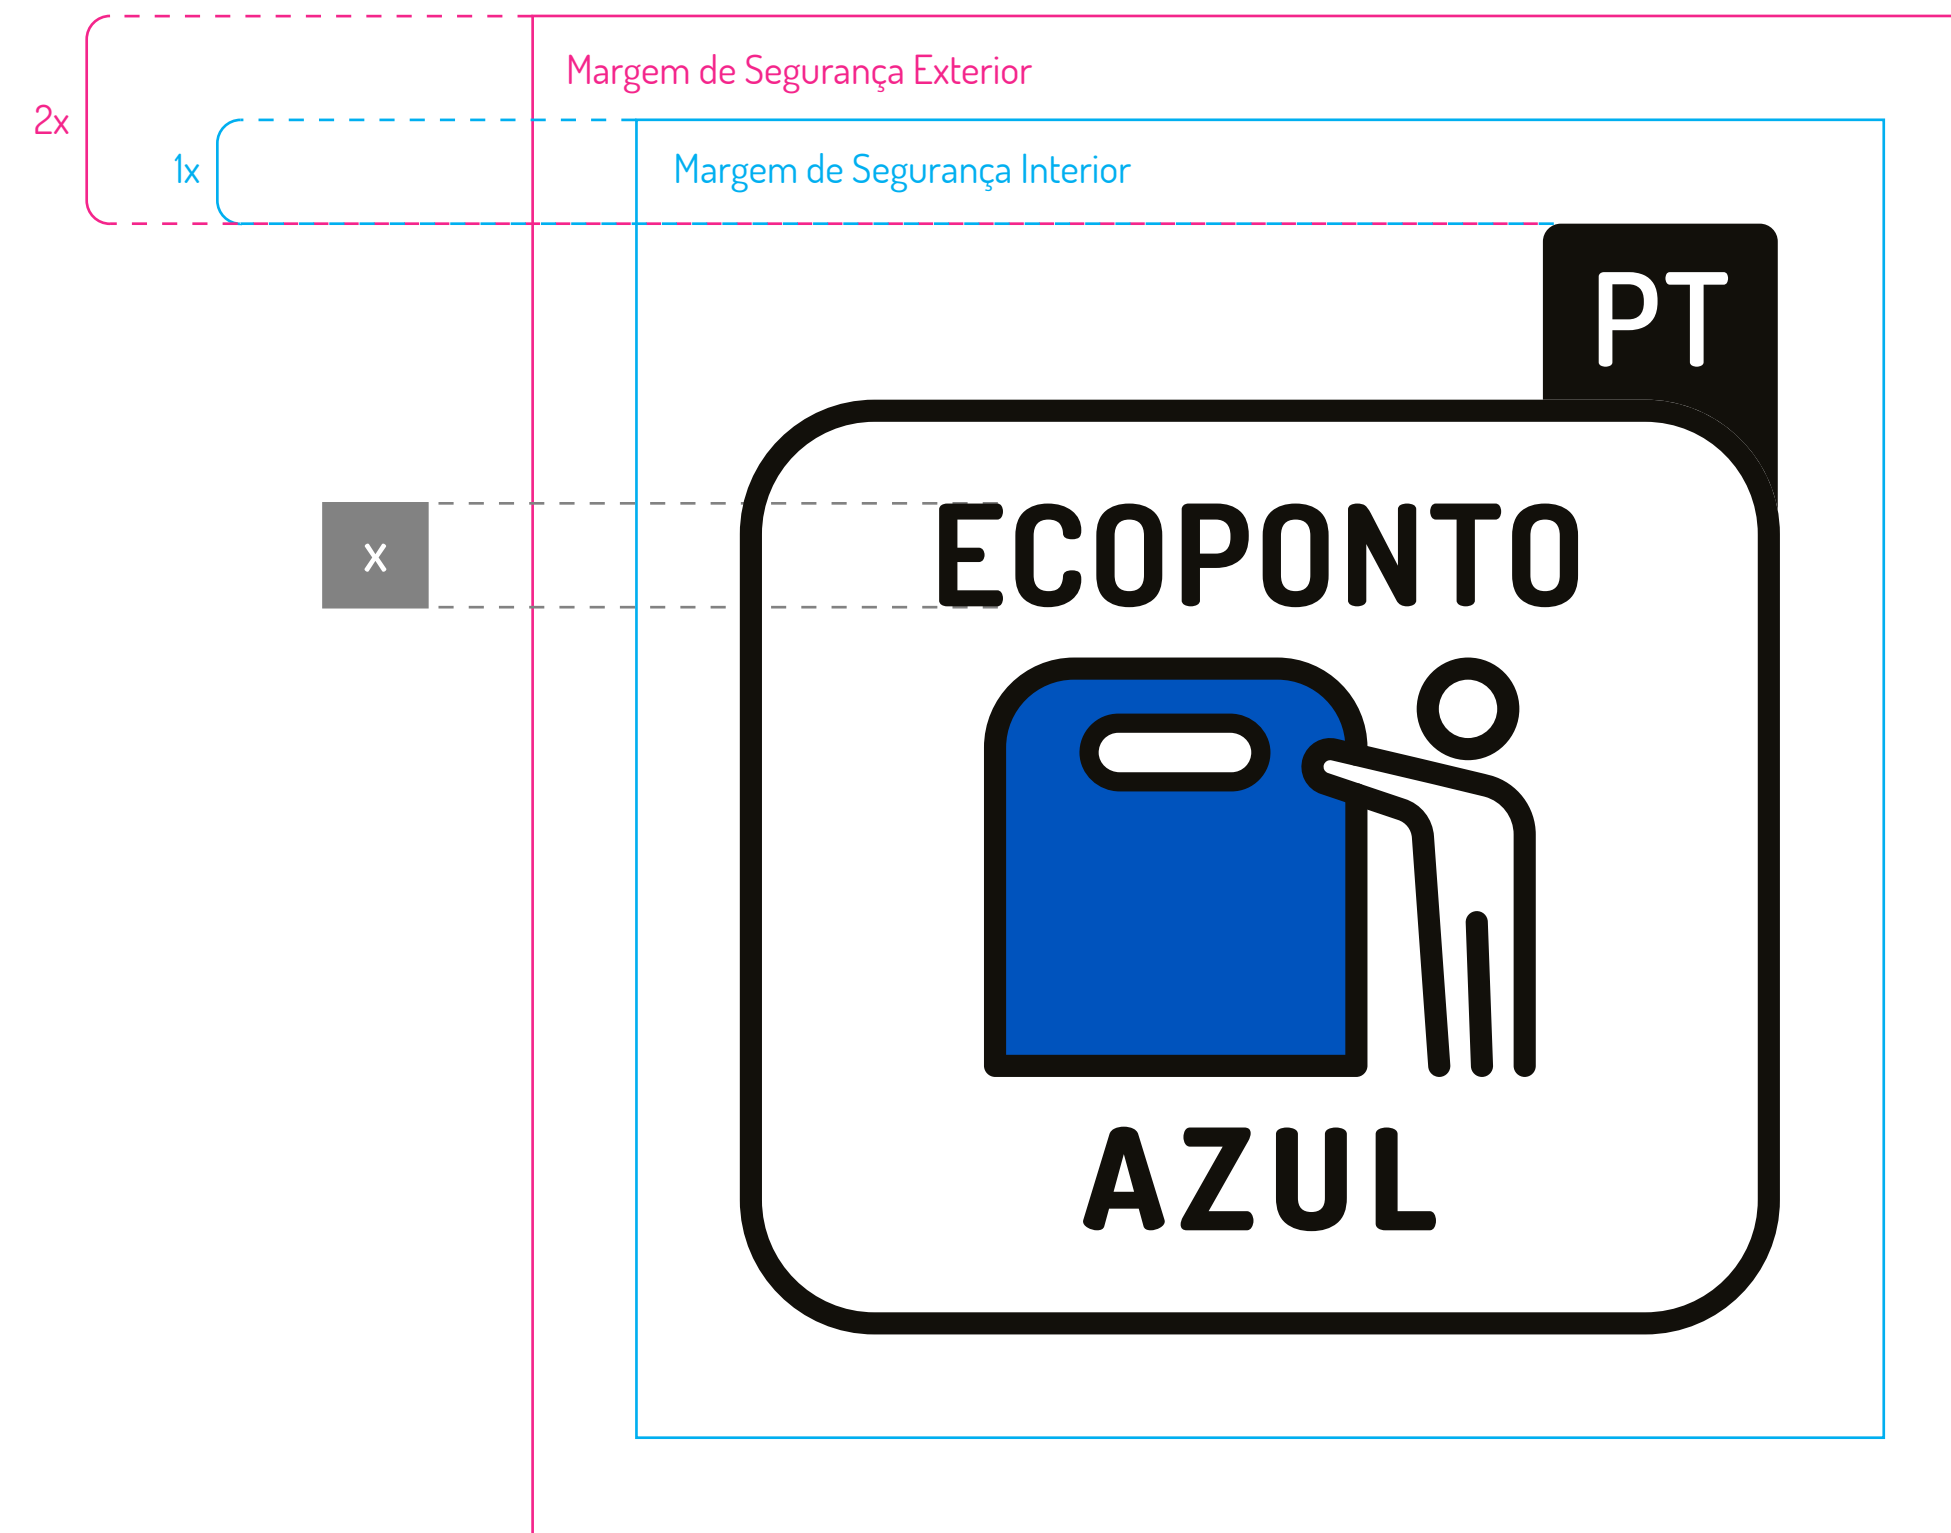 Margem de Segurança Exterior
2x
1x
Margem de Segurança Interior
PT
x
ECOPONTO
AZUL